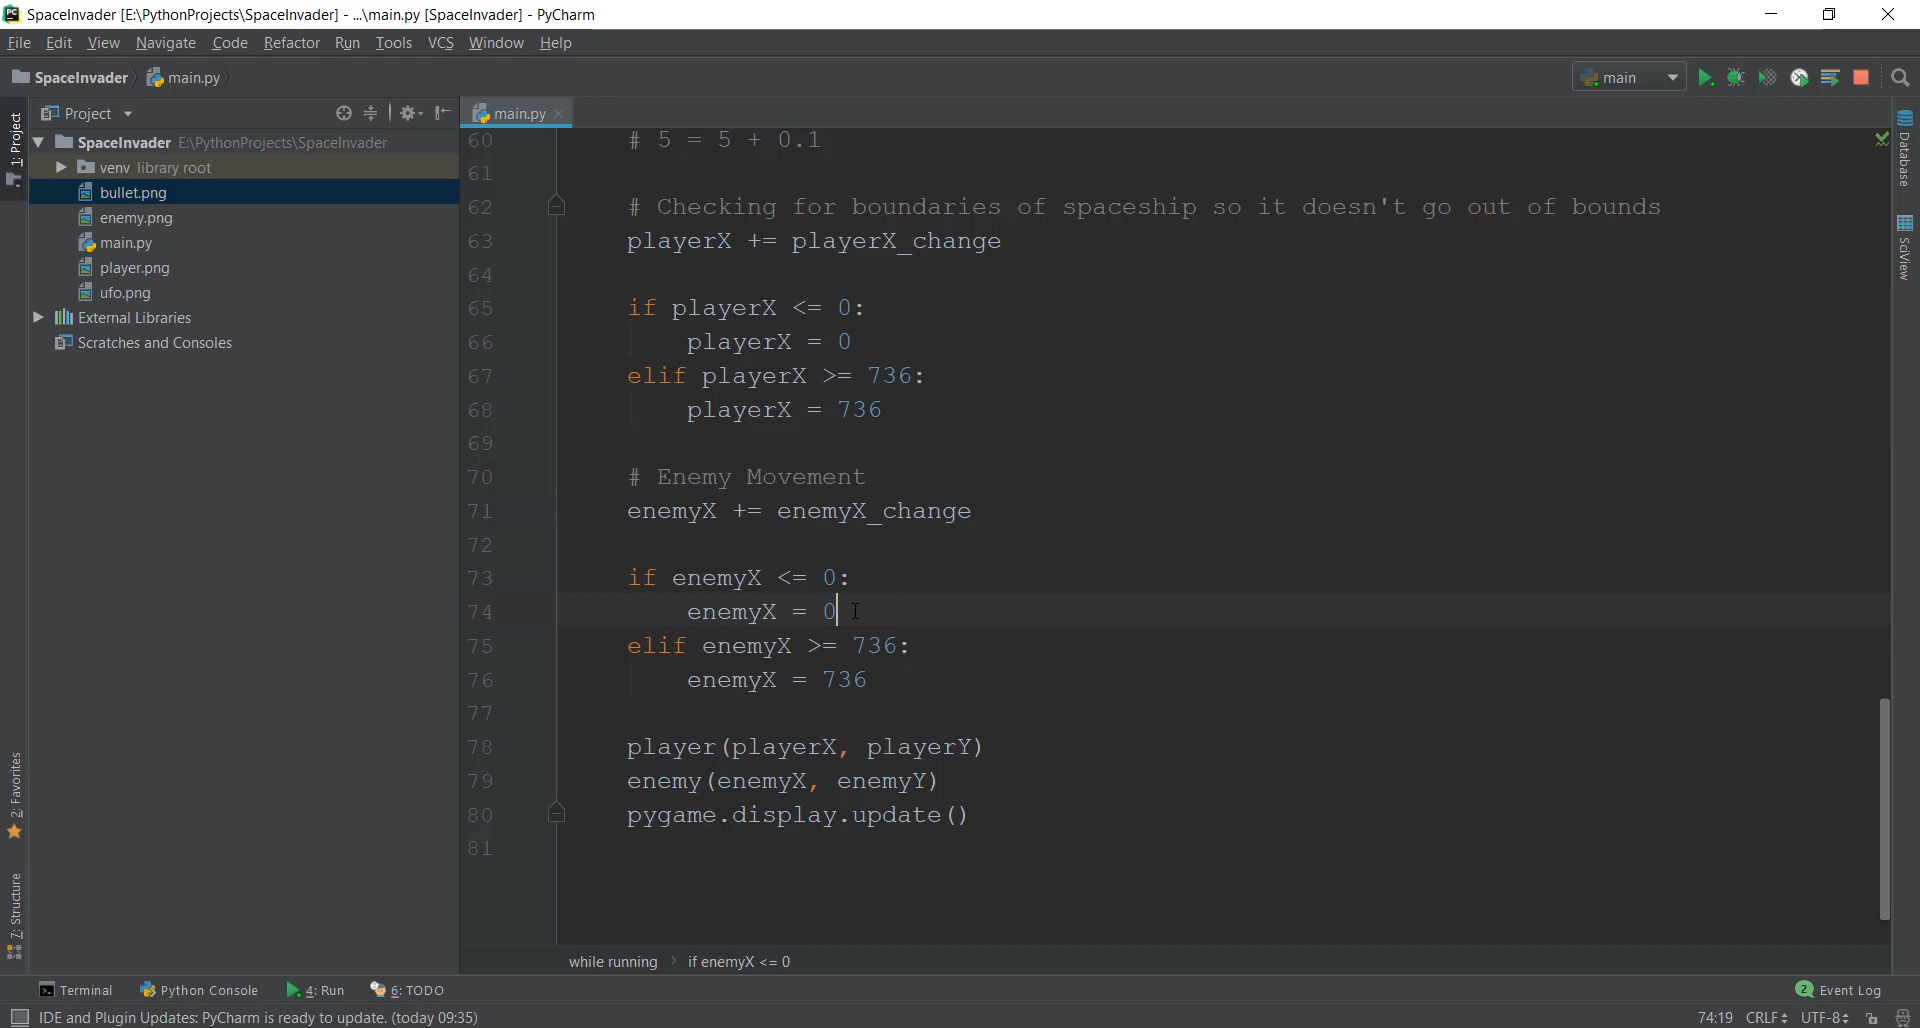 SpaceInvader [E:\PythonProjects\SpaceInvader] - ...\main.py [SpaceInvader] - PyCharm
File Edit View Navigate Code Refactor Run Tools VCS Window Help
SpaceInvader main.py main
Project
main.py
1: Project
SpaceInvader E:\PythonProjects\SpaceInvader
venv library root
bullet.png
enemy.png
main.py
player.png
ufo.png
External Libraries
Scratches and Consoles
60 # 5 = 5 + 0.1
61
62 # Checking for boundaries of spaceship so it doesn't go out of bounds
63 playerX += playerX_change
64
65 if playerX <= 0:
66 playerX = 0
67 elif playerX >= 736:
68 playerX = 736
69
70 # Enemy Movement
71 enemyX += enemyX_change
72
73 if enemyX <= 0:
74 enemyX = 0
75 elif enemyX >= 736:
76 enemyX = 736
77
78 player(playerX, playerY)
79 enemy(enemyX, enemyY)
80 pygame.display.update()
81
Database
SciView
2: Favorites
7: Structure
while running if enemyX <= 0
Terminal Python Console 4: Run 6: TODO 2 Event Log
IDE and Plugin Updates: PyCharm is ready to update. (today 09:35) 74:19 CRLF UTF-8